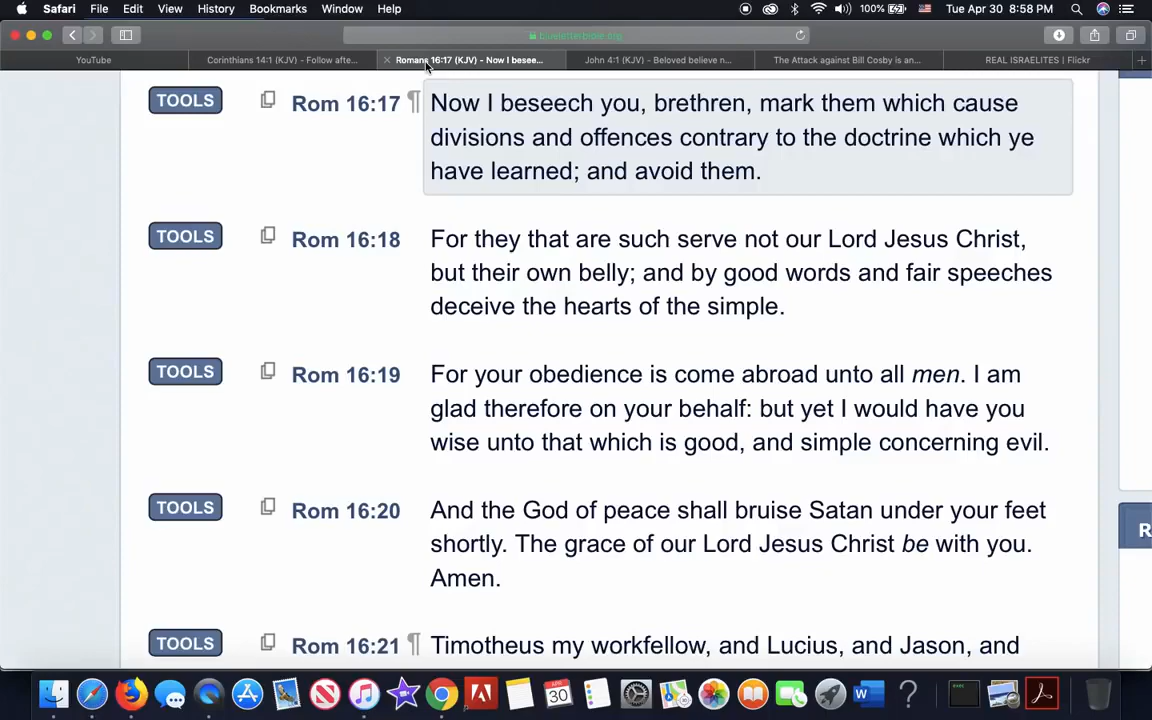 Safari File Edit View History Bookmarks Window Help 100% Tue Apr 30 8:58 PM
blueletterbible.org
YouTube Corinthians 14:1 (KJV) - Follow afte... Romans 16:17 (KJV) - Now I besee... John 4:1 (KJV) - Beloved believe n... The Attack against Bill Cosby is an... REAL ISRAELITES | Flickr
TOOLS Rom 16:17 ¶ Now I beseech you, brethren, mark them which cause
divisions and offences contrary to the doctrine which ye
have learned; and avoid them.
TOOLS Rom 16:18 For they that are such serve not our Lord Jesus Christ,
but their own belly; and by good words and fair speeches
deceive the hearts of the simple.
TOOLS Rom 16:19 For your obedience is come abroad unto all men. I am
glad therefore on your behalf: but yet I would have you
wise unto that which is good, and simple concerning evil.
TOOLS Rom 16:20 And the God of peace shall bruise Satan under your feet
R
shortly. The grace of our Lord Jesus Christ be with you.
Amen.
TOOLS Rom 16:21 ¶ Timotheus my workfellow, and Lucius, and Jason, and
30
W
?